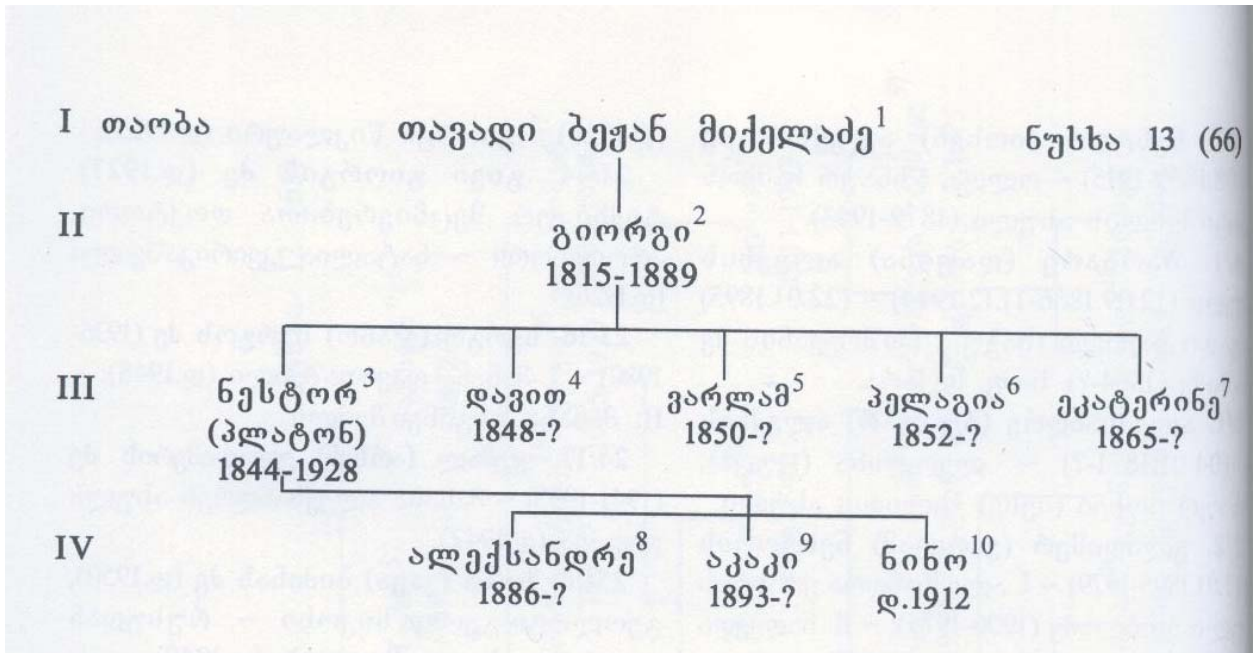 I თაობა თავადი ბეჟან მიქელაძე1 ნუსხა 13 (66)
II გიორგი2
1815-1889
III ნესტორ3 დავით4 ვარლამ5 პელაგია6 ეკატერინე7
(პლატონ) 1848-? 1850-? 1852-? 1865-?
1844-1928
IV ალექსანდრე8 აკაკი9 ნინო10
1886-? 1893-? დ.1912